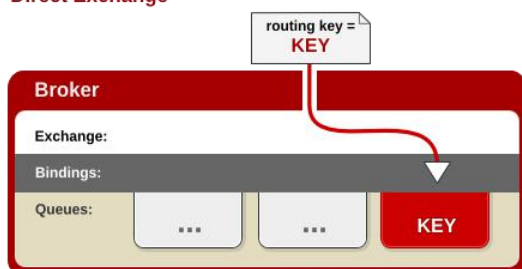 Direct Exchange
routing key =
KEY
Broker
Exchange:
Bindings:
Queues:
...
...
KEY